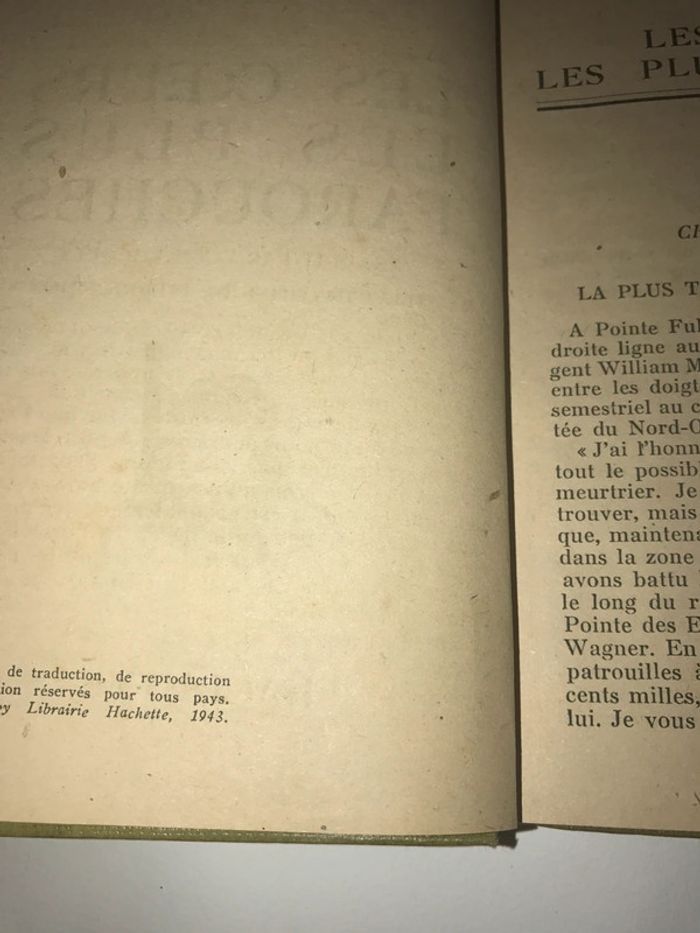 de traduction, de reproduction
ion réservés pour tous pays.
by Librairie Hachette, 1943.
LES
LES PLU
CH
LA PLUS T
A Pointe Ful
droite ligne au
gent William M
entre les doigt
semestriel au c
tée du Nord-O
« J'ai l'honn
tout le possib
meurtrier. Je
trouver, mais
que, maintena
dans la zone
avons battu
le long du r
Pointe des E
Wagner. En
patrouilles à
cents milles,
lui. Je vous